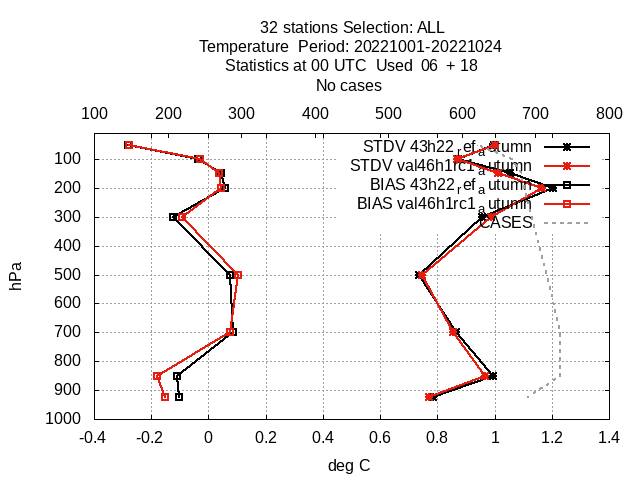 32 stations Selection: ALL
Temperature  Period: 20221001-20221024
Statistics at 00 UTC  Used  06  + 18
No cases
100 200 300 400 500 600 700 800
STDV 43h22_ref_autumn
STDV val46h1rc1_autumn
BIAS 43h22_ref_autumn
BIAS val46h1rc1_autumn
CASES
100
200
300
400
500
600
700
800
900
1000
hPa
-0.4 -0.2 0 0.2 0.4 0.6 0.8 1 1.2 1.4
deg C